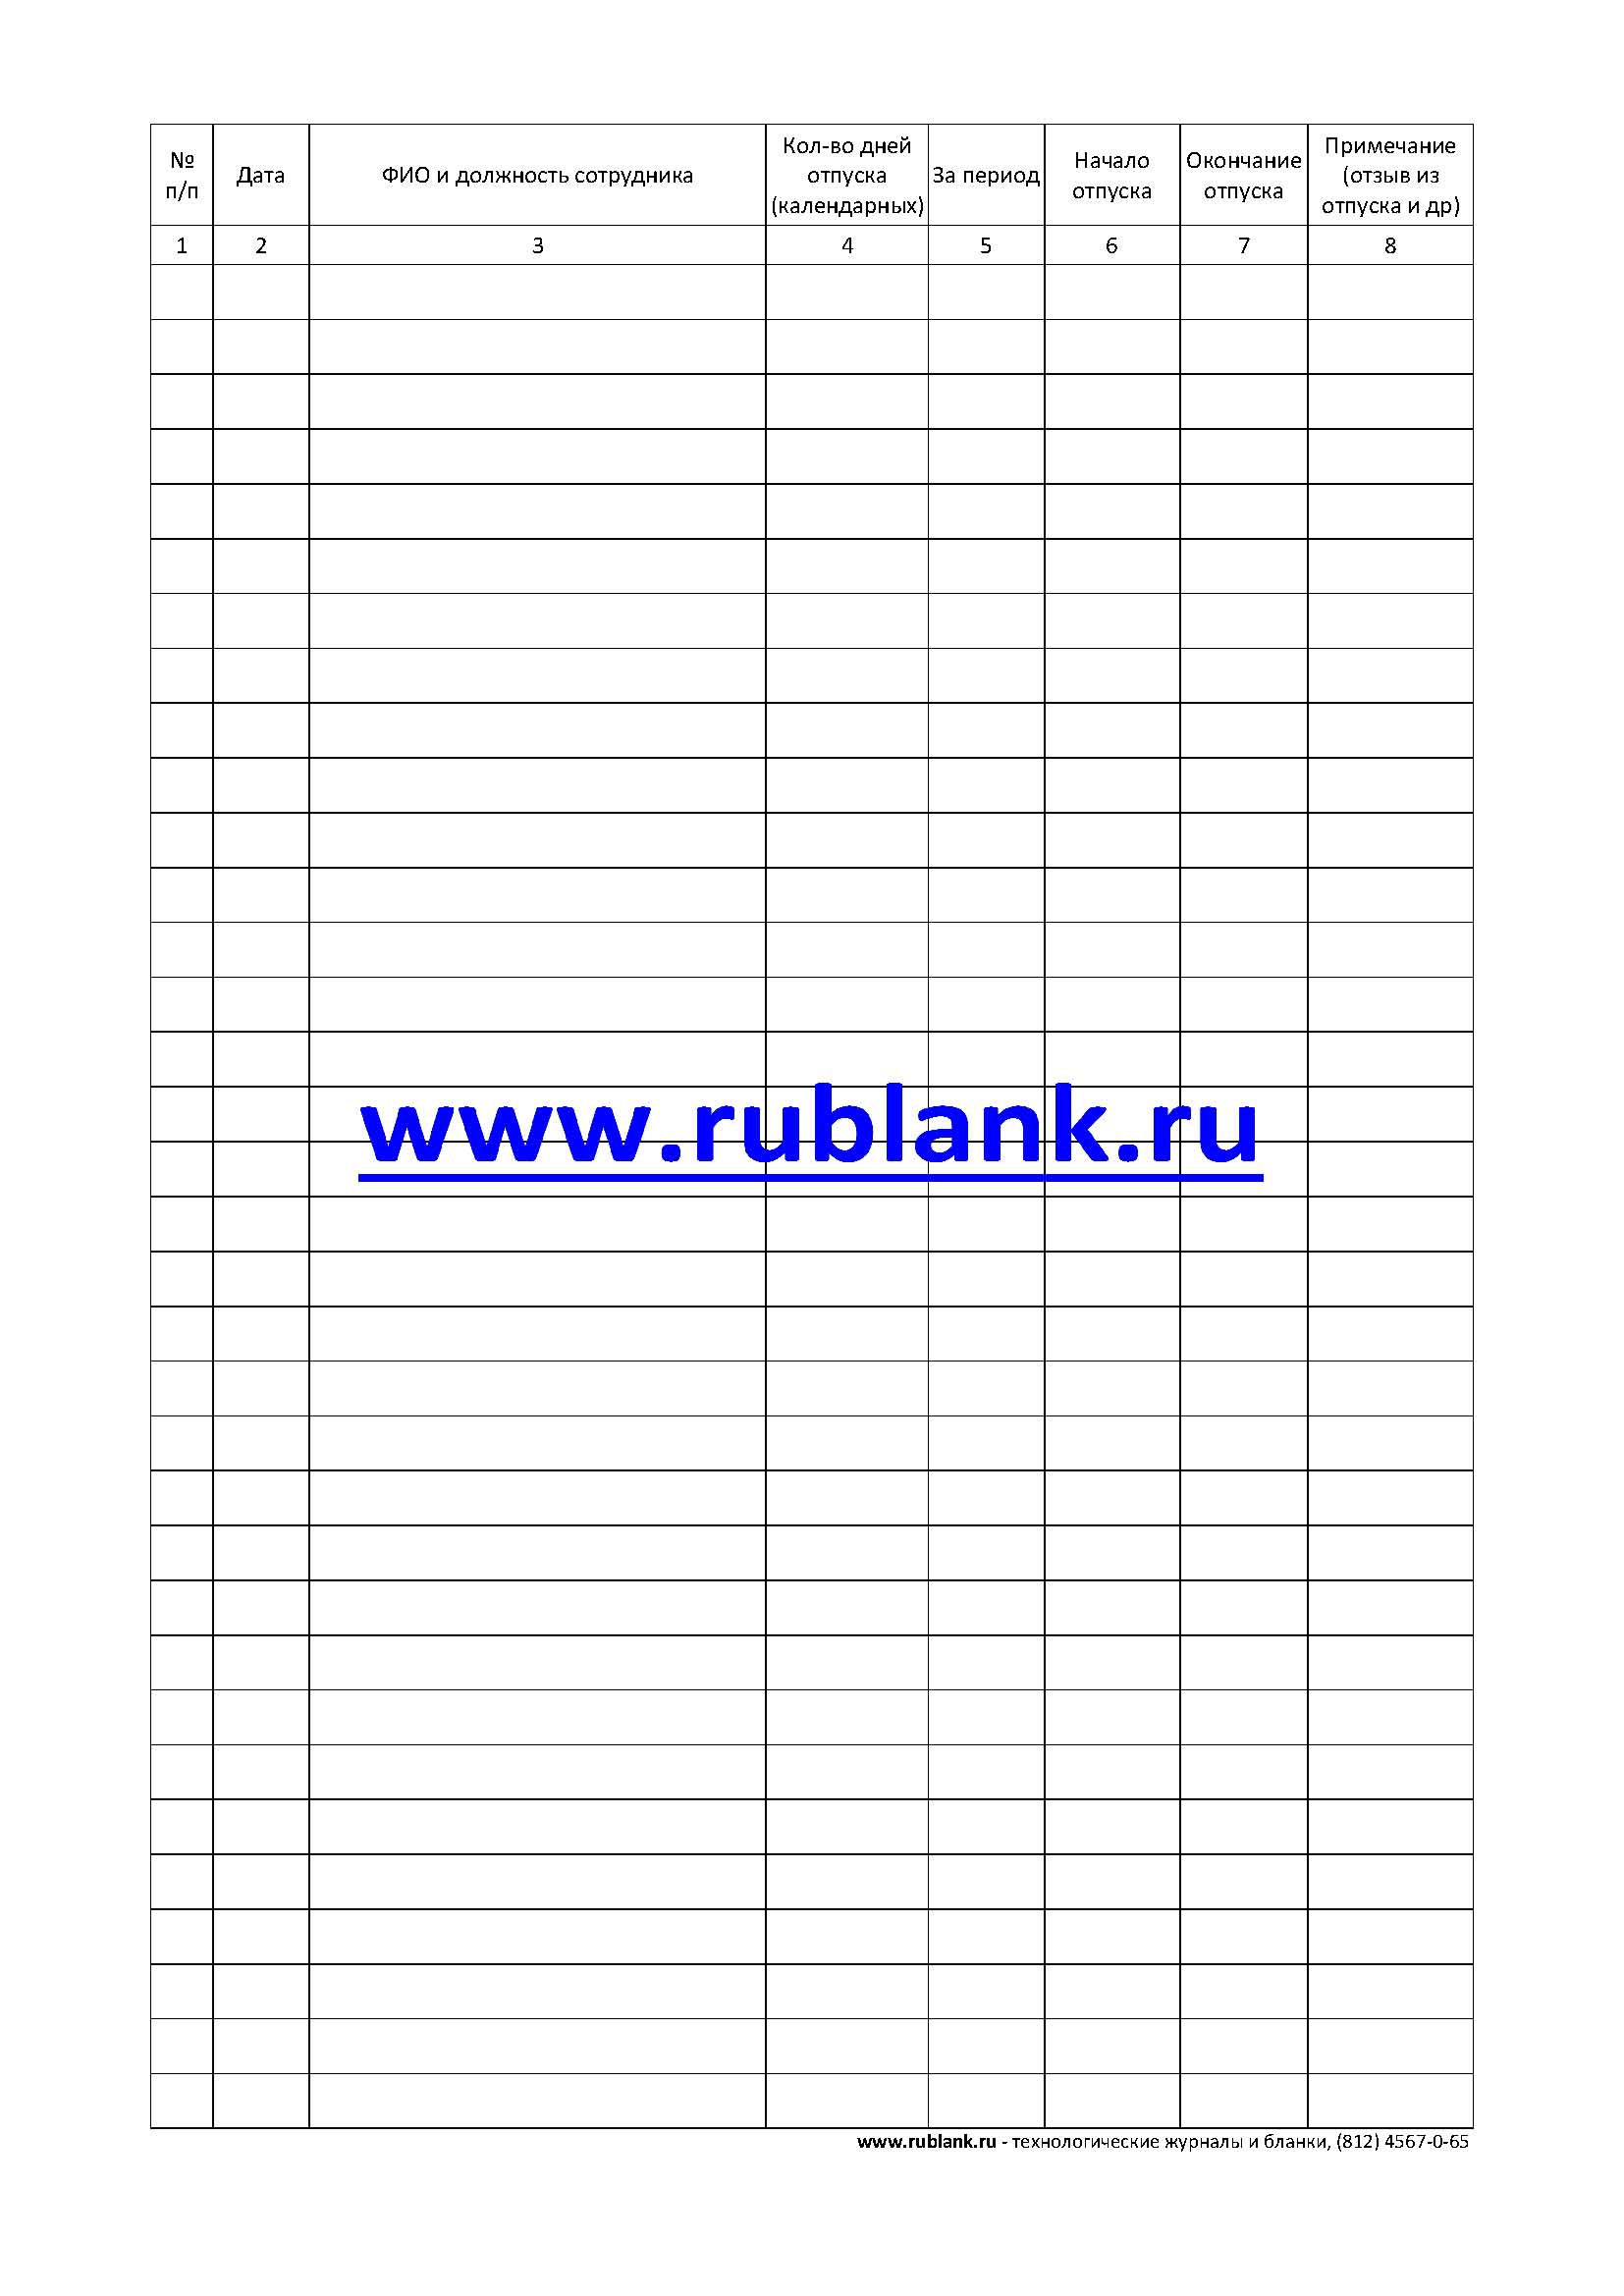 № п/п
Дата
ФИО и должность сотрудника
Кол-во дней
отпуска
(календарных)
За период
Начало
отпуска
Окончание
отпуска
Примечание
(отзыв из
отпуска и др)
1 2 3 4 5 6 7 8
www.rublank.ru
www.rublank.ru - технологические журналы и бланки, (812) 4567-0-65